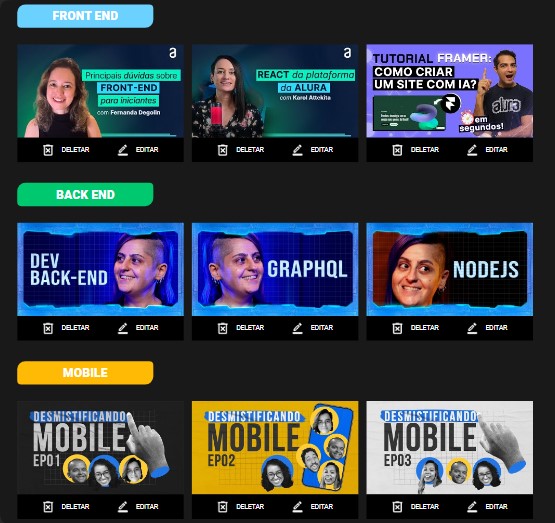 FRONT END
a
Principais dúvidas sobre
FRONT-END
para iniciantes
com Fernanda Degolin
DELETAR
EDITAR
a
REACT da plataforma
da ALURA
com Karol Attekita
DELETAR
EDITAR
TUTORIAL FRAMER:
COMO CRIAR
UM SITE COM IA?
alura
em
segundos!
DELETAR
EDITAR
BACK END
DEV
BACK-END
DELETAR
EDITAR
GRAPHQL
DELETAR
EDITAR
NODEJS
DELETAR
EDITAR
MOBILE
DESMISTIFICANDO
MOBILE
EP01
DELETAR
EDITAR
DESMISTIFICANDO
MOBILE
EP02
DELETAR
EDITAR
DESMISTIFICANDO
MOBILE
EP03
DELETAR
EDITAR